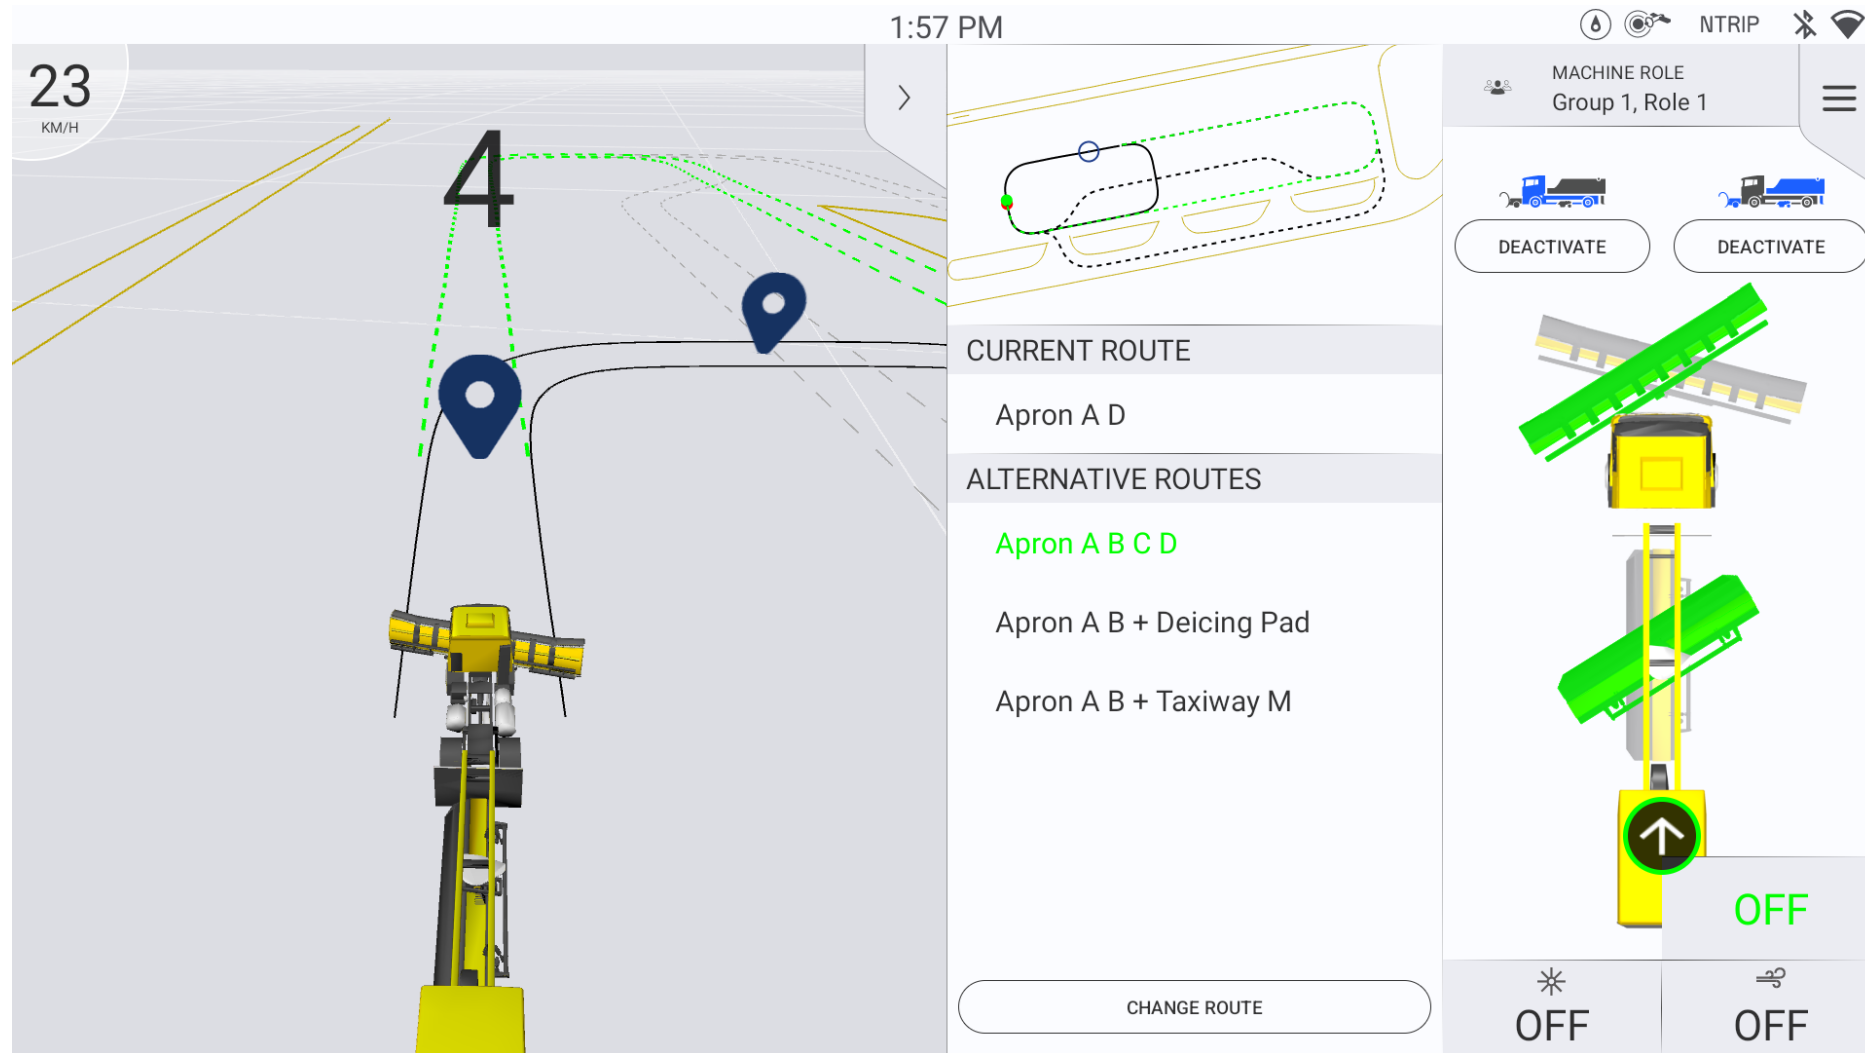 1:57 PM
NTRIP
23
KM/H
4
MACHINE ROLE
Group 1, Role 1
DEACTIVATE
DEACTIVATE
CURRENT ROUTE
Apron A D
ALTERNATIVE ROUTES
Apron A B C D
Apron A B + Deicing Pad
Apron A B + Taxiway M
CHANGE ROUTE
OFF
OFF
OFF